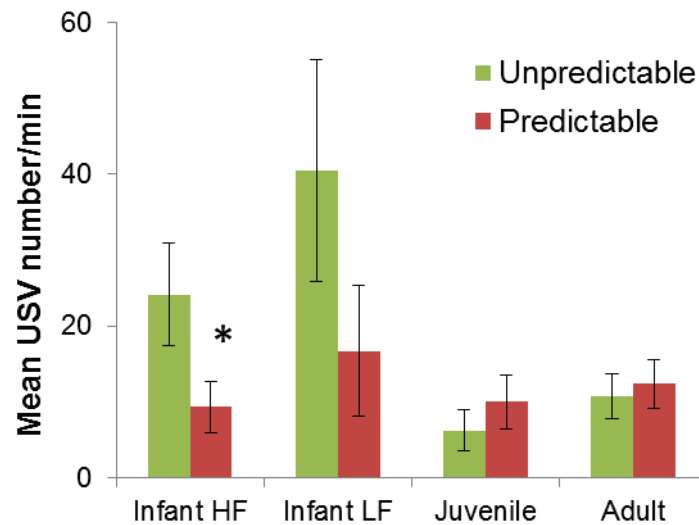 Mean USV number/min
60
40
20
0
Unpredictable
Predictable
*
Infant HF
Infant LF
Juvenile
Adult